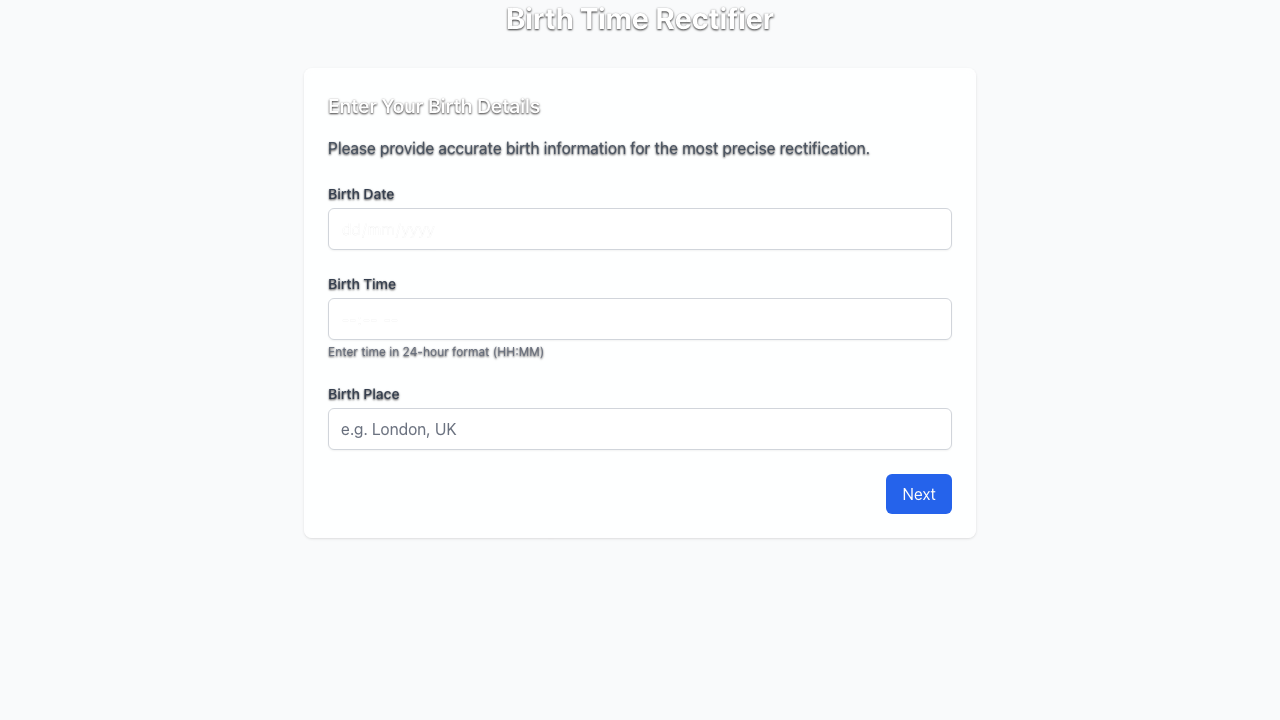 Birth Time Rectifier
Enter Your Birth Details
Please provide accurate birth information for the most precise rectification.
Birth Date
dd/mm/yyyy
Birth Time
--:-- --
Enter time in 24-hour format (HH:MM)
Birth Place
e.g. London, UK
Next